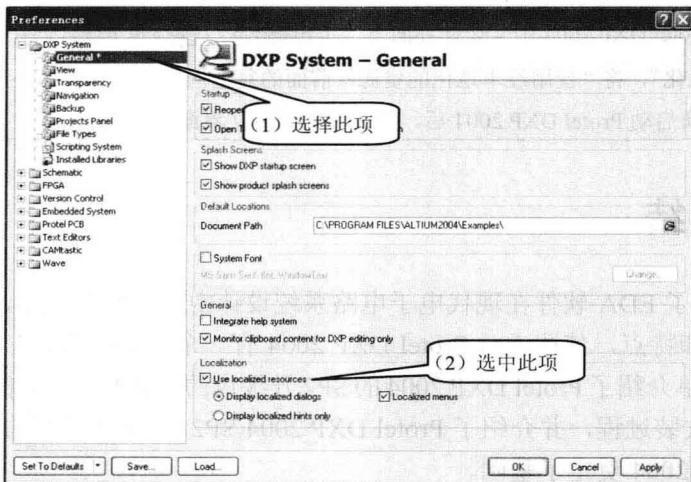 Preferences
DXP System
General *
View
Transparency
Navigation
Backup
Projects Panel
File Types
Scripting System
Installed Libraries
Schematic
FPGA
Version Control
Embedded System
Protel PCB
Text Editors
CAMtastic
Wave
DXP System – General
Startup
Reopen
Open
(1) 选择此项
Splash Screens
Show DXP startup screen
Show product splash screens
Default Locations
Document Path
C:\PROGRAM FILES\ALTIUM2004\Examples\
System Font
Change...
General
Integrate help system
Monitor clipboard content for DXP editing only
(2) 选中此项
Localization
Use localized resources
Display localized dialogs
Localized menus
Display localized hints only
Set To Defaults
Save...
Load...
OK
Cancel
Apply